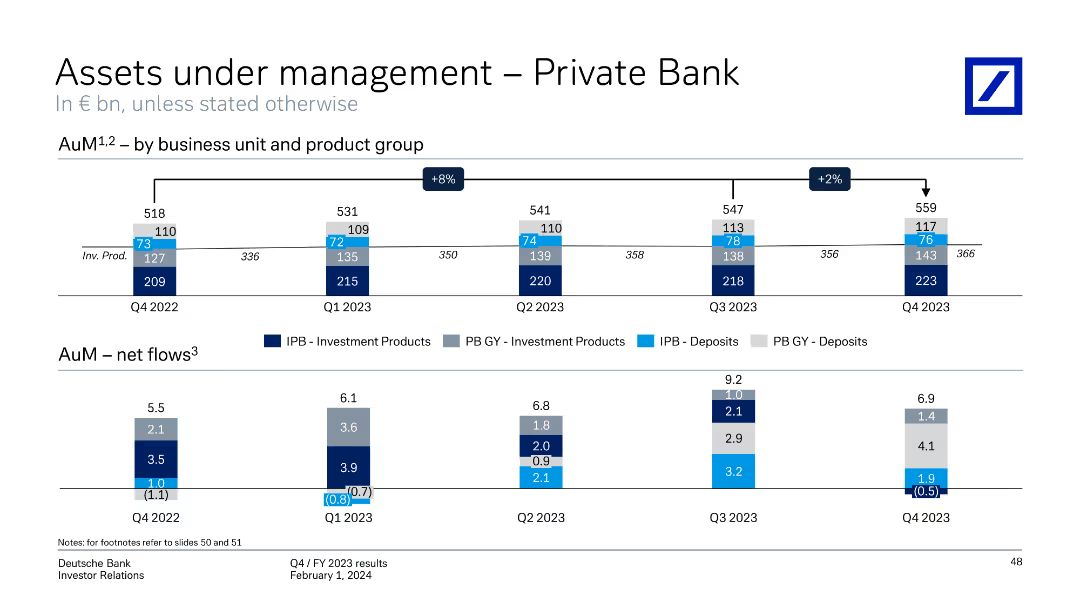 Assets under management – Private Bank
In € bn, unless stated otherwise
AuM1,2 – by business unit and product group
+8%
+2%
518
531
541
547
559
110
109
110
113
117
73
72
74
78
76
Inv. Prod.
336
350
358
356
366
127
135
139
138
143
209
215
220
218
223
Q4 2022
Q1 2023
Q2 2023
Q3 2023
Q4 2023
IPB - Investment Products
PB GY - Investment Products
IPB - Deposits
PB GY - Deposits
AuM – net flows3
5.5
2.1
3.5
1.0
(1.1)
6.1
3.6
3.9
(0.7)
(0.8)
6.8
1.8
2.0
0.9
2.1
9.2
1.0
2.1
2.9
3.2
6.9
1.4
4.1
1.9
(0.5)
Q4 2022
Q1 2023
Q2 2023
Q3 2023
Q4 2023
Notes: for footnotes refer to slides 50 and 51
Deutsche Bank
Investor Relations
Q4 / FY 2023 results
February 1, 2024
48